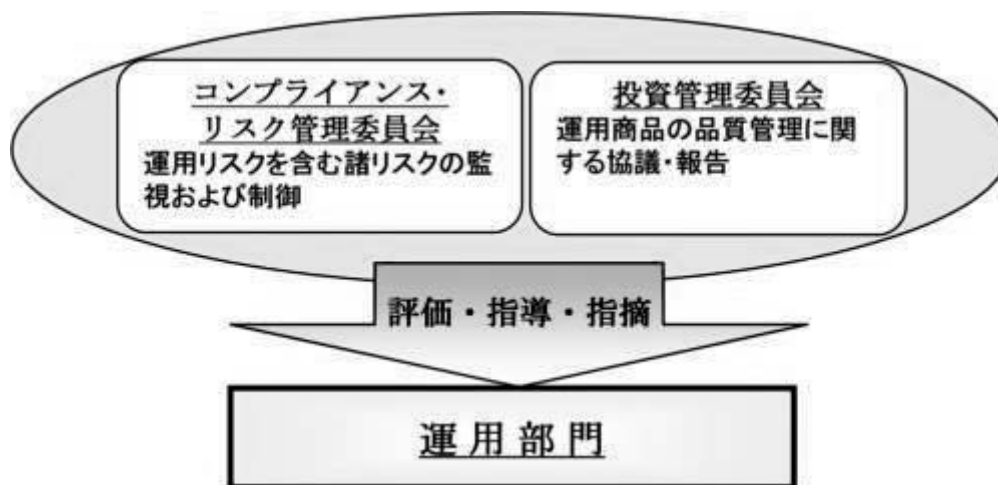 コンプライアンス・
リスク管理委員会
運用リスクを含む諸リスクの監
視および制御
投資管理委員会
運用商品の品質管理に関
する協議・報告
評価・指導・指摘
運用部門